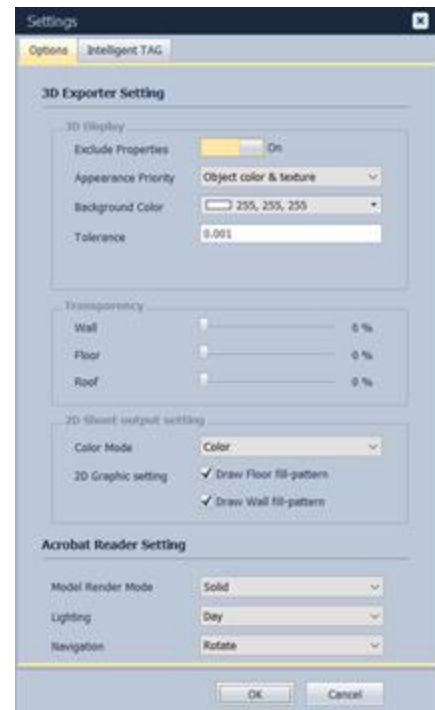 Settings
Options Intelligent TAG
3D Exporter Setting
3D Display
Exclude Properties On
Appearance Priority Object color & texture
Background Color 255, 255, 255
Tolerance 0.001
Transparency
Wall 0 %
Floor 0 %
Roof 0 %
2D Sheet output setting
Color Mode Color
2D Graphic setting Draw Floor fill-pattern
Draw Wall fill-pattern
Acrobat Reader Setting
Model Render Mode Solid
Lighting Day
Navigation Rotate
OK Cancel